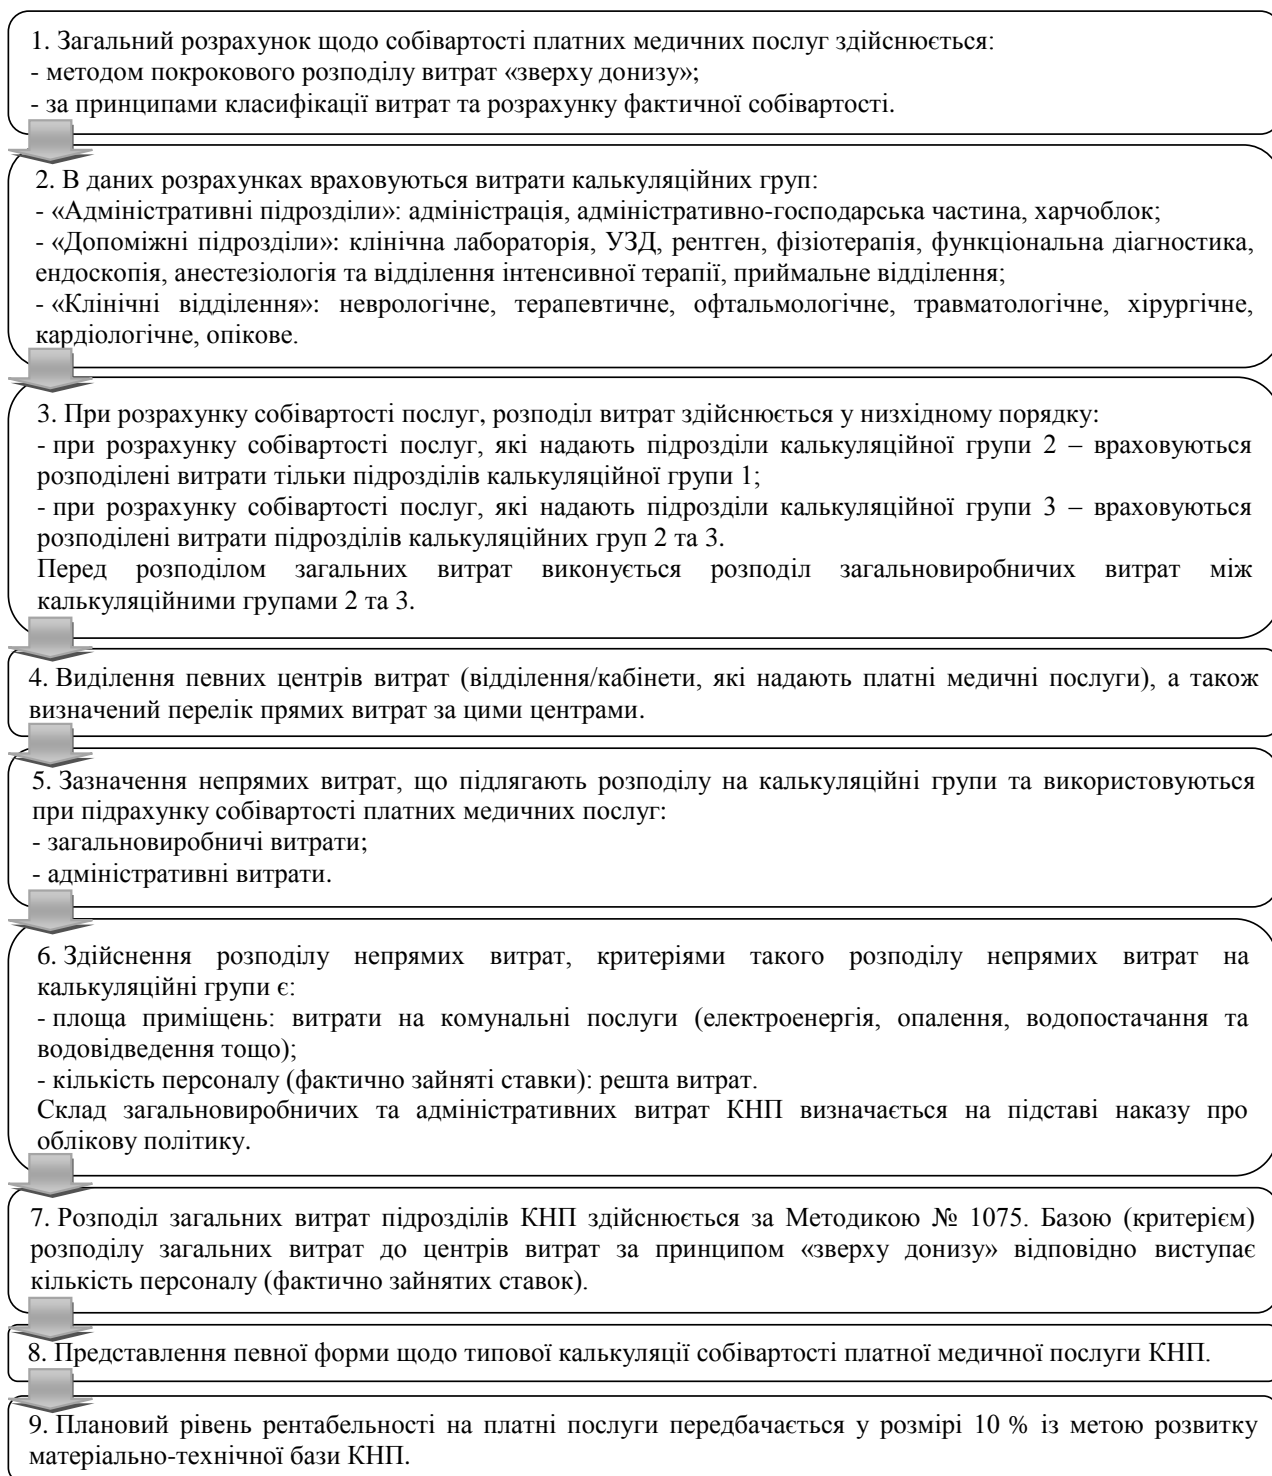 1. Загальний розрахунок щодо собівартості платних медичних послуг здійснюється:
- методом покрокового розподілу витрат «зверху донизу»;
- за принципами класифікації витрат та розрахунку фактичної собівартості.
2. В даних розрахунках враховуються витрати калькуляційних груп:
- «Адміністративні підрозділи»: адміністрація, адміністративно-господарська частина, харчоблок;
- «Допоміжні підрозділи»: клінічна лабораторія, УЗД, рентген, фізіотерапія, функціональна діагностика,
ендоскопія, анестезіологія та відділення інтенсивної терапії, приймальне відділення;
- «Клінічні відділення»: неврологічне, терапевтичне, офтальмологічне, травматологічне, хірургічне,
кардіологічне, опікове.
3. При розрахунку собівартості послуг, розподіл витрат здійснюється у низхідному порядку:
- при розрахунку собівартості послуг, які надають підрозділи калькуляційної групи 2 – враховуються
розподілені витрати тільки підрозділів калькуляційної групи 1;
- при розрахунку собівартості послуг, які надають підрозділи калькуляційної групи 3 – враховуються
розподілені витрати підрозділів калькуляційних груп 2 та 3.
Перед розподілом загальних витрат виконується розподіл загальновиробничих витрат між
калькуляційними групами 2 та 3.
4. Виділення певних центрів витрат (відділення/кабінети, які надають платні медичні послуги), а також
визначений перелік прямих витрат за цими центрами.
5. Зазначення непрямих витрат, що підлягають розподілу на калькуляційні групи та використовуються
при підрахунку собівартості платних медичних послуг:
- загальновиробничі витрати;
- адміністративні витрати.
6. Здійснення розподілу непрямих витрат, критеріями такого розподілу непрямих витрат на
калькуляційні групи є:
- площа приміщень: витрати на комунальні послуги (електроенергія, опалення, водопостачання та
водовідведення тощо);
- кількість персоналу (фактично зайняті ставки): решта витрат.
Склад загальновиробничих та адміністративних витрат КНП визначається на підставі наказу про
облікову політику.
7. Розподіл загальних витрат підрозділів КНП здійснюється за Методикою № 1075. Базою (критерієм)
розподілу загальних витрат до центрів витрат за принципом «зверху донизу» відповідно виступає
кількість персоналу (фактично зайнятих ставок).
8. Представлення певної форми щодо типової калькуляції собівартості платної медичної послуги КНП.
9. Плановий рівень рентабельності на платні послуги передбачається у розмірі 10 % із метою розвитку
матеріально-технічної бази КНП.